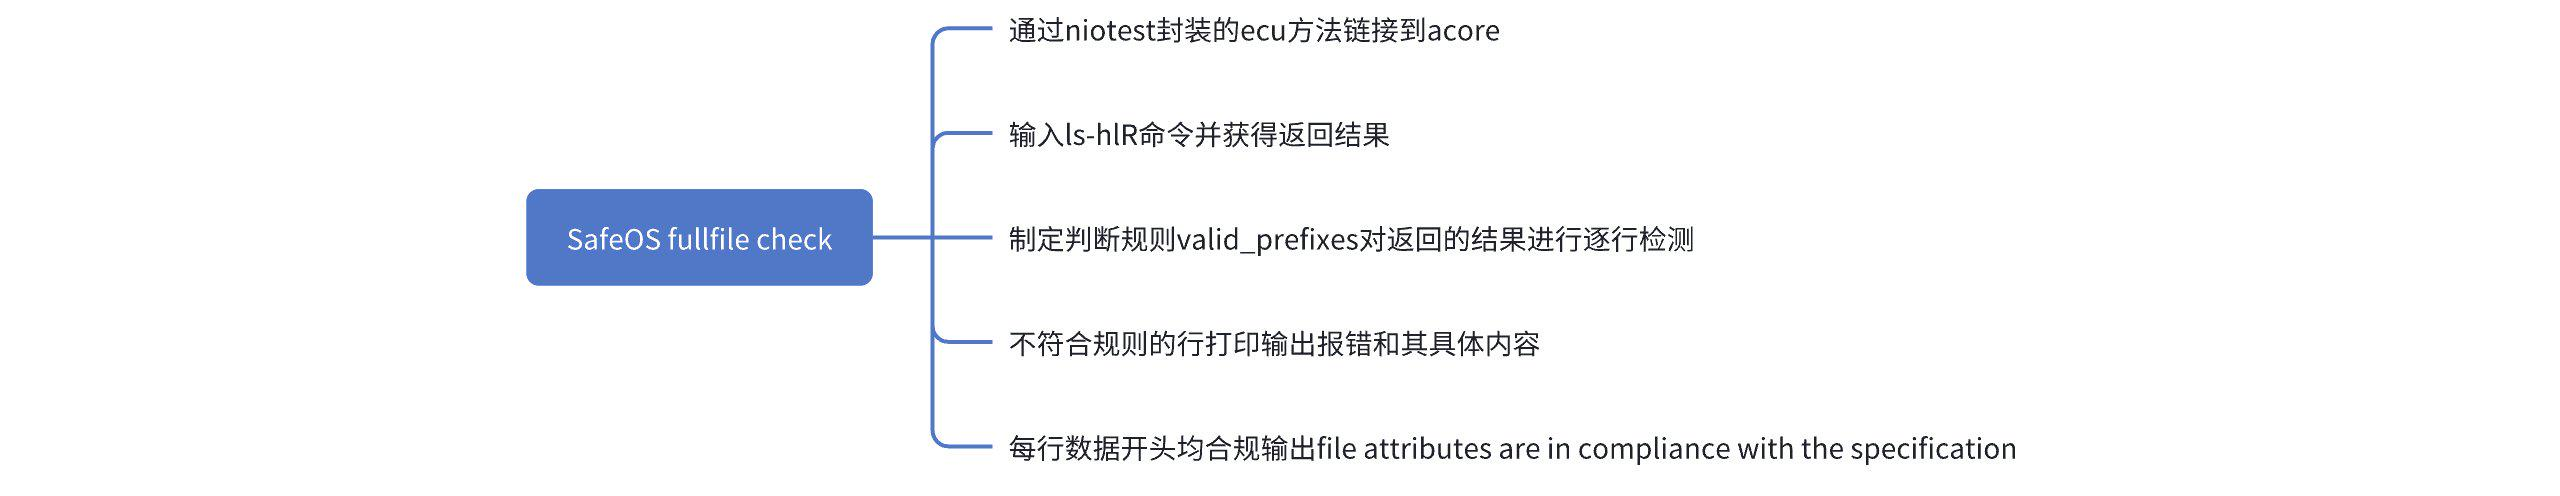 通过niotest封装的ecu方法链接到acore
输入ls-hlR命令并获得返回结果
SafeOS fullfile check
制定判断规则valid_prefixes对返回的结果进行逐行检测
不符合规则的行打印输出报错和其具体内容
每行数据开头均合规输出file attributes are in compliance with the specification